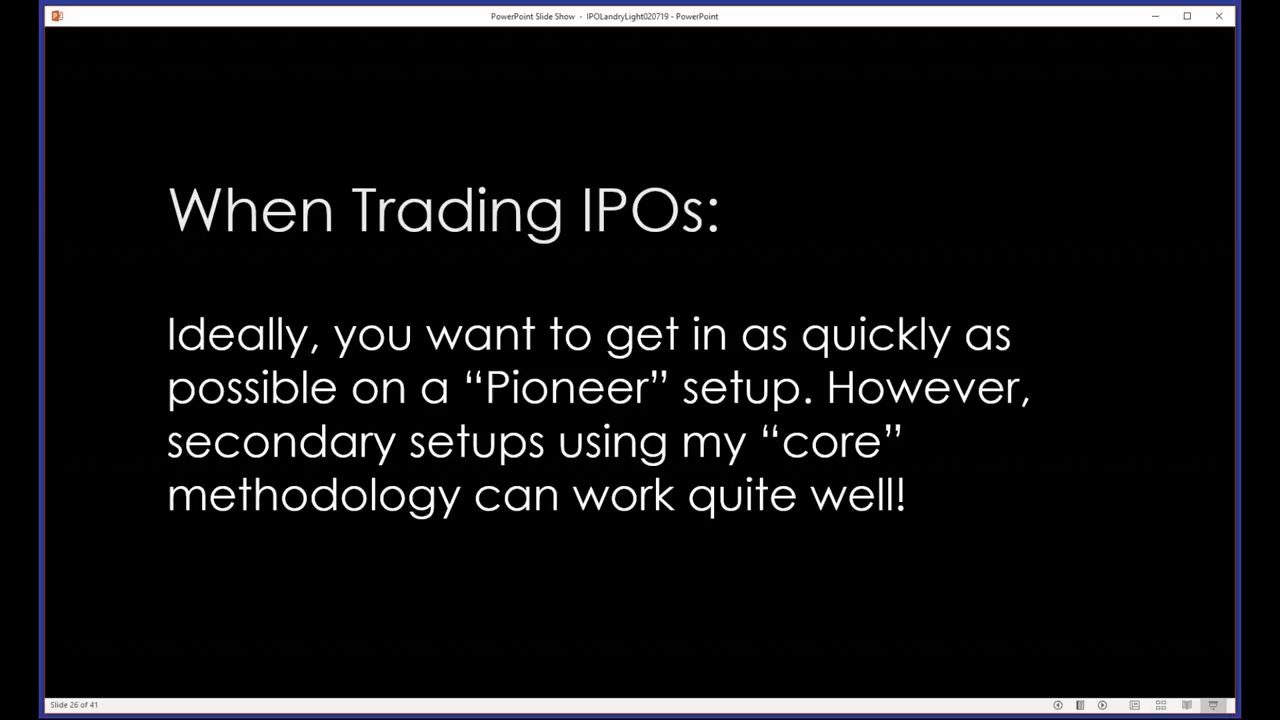 PowerPoint Slide Show - IPOLandryLight020719 - PowerPoint
When Trading IPOs:
Ideally, you want to get in as quickly as
possible on a “Pioneer” setup. However,
secondary setups using my “core”
methodology can work quite well!
Slide 26 of 41